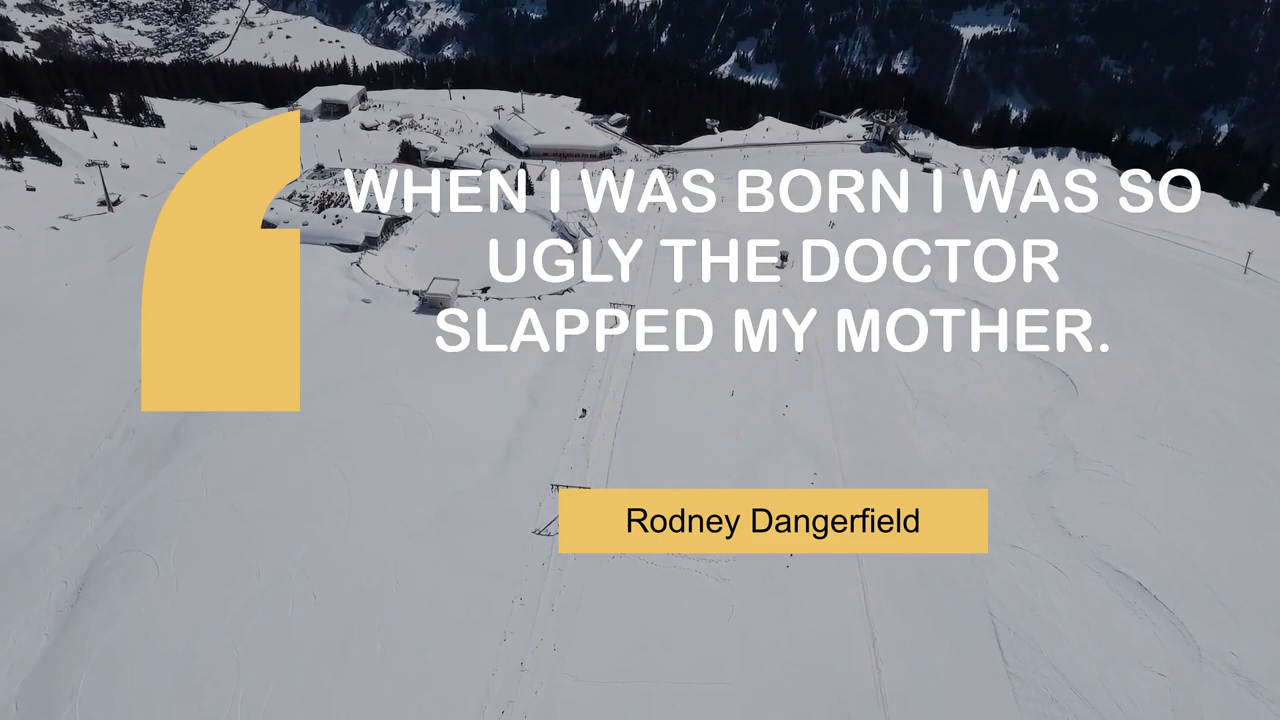 WHEN I WAS BORN I WAS SO
UGLY THE DOCTOR
SLAPPED MY MOTHER.
Rodney Dangerfield